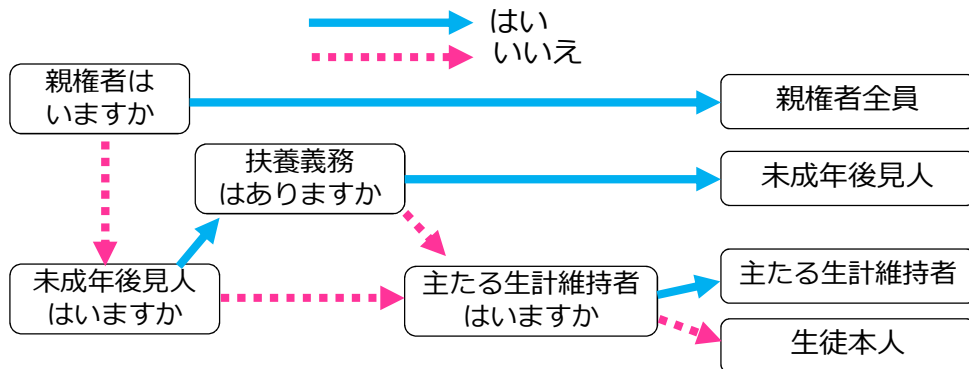 はい
いいえ
親権者は
いますか
親権者全員
扶養義務
はありますか
未成年後見人
未成年後見人
はいますか
主たる生計維持者
はいますか
主たる生計維持者
生徒本人